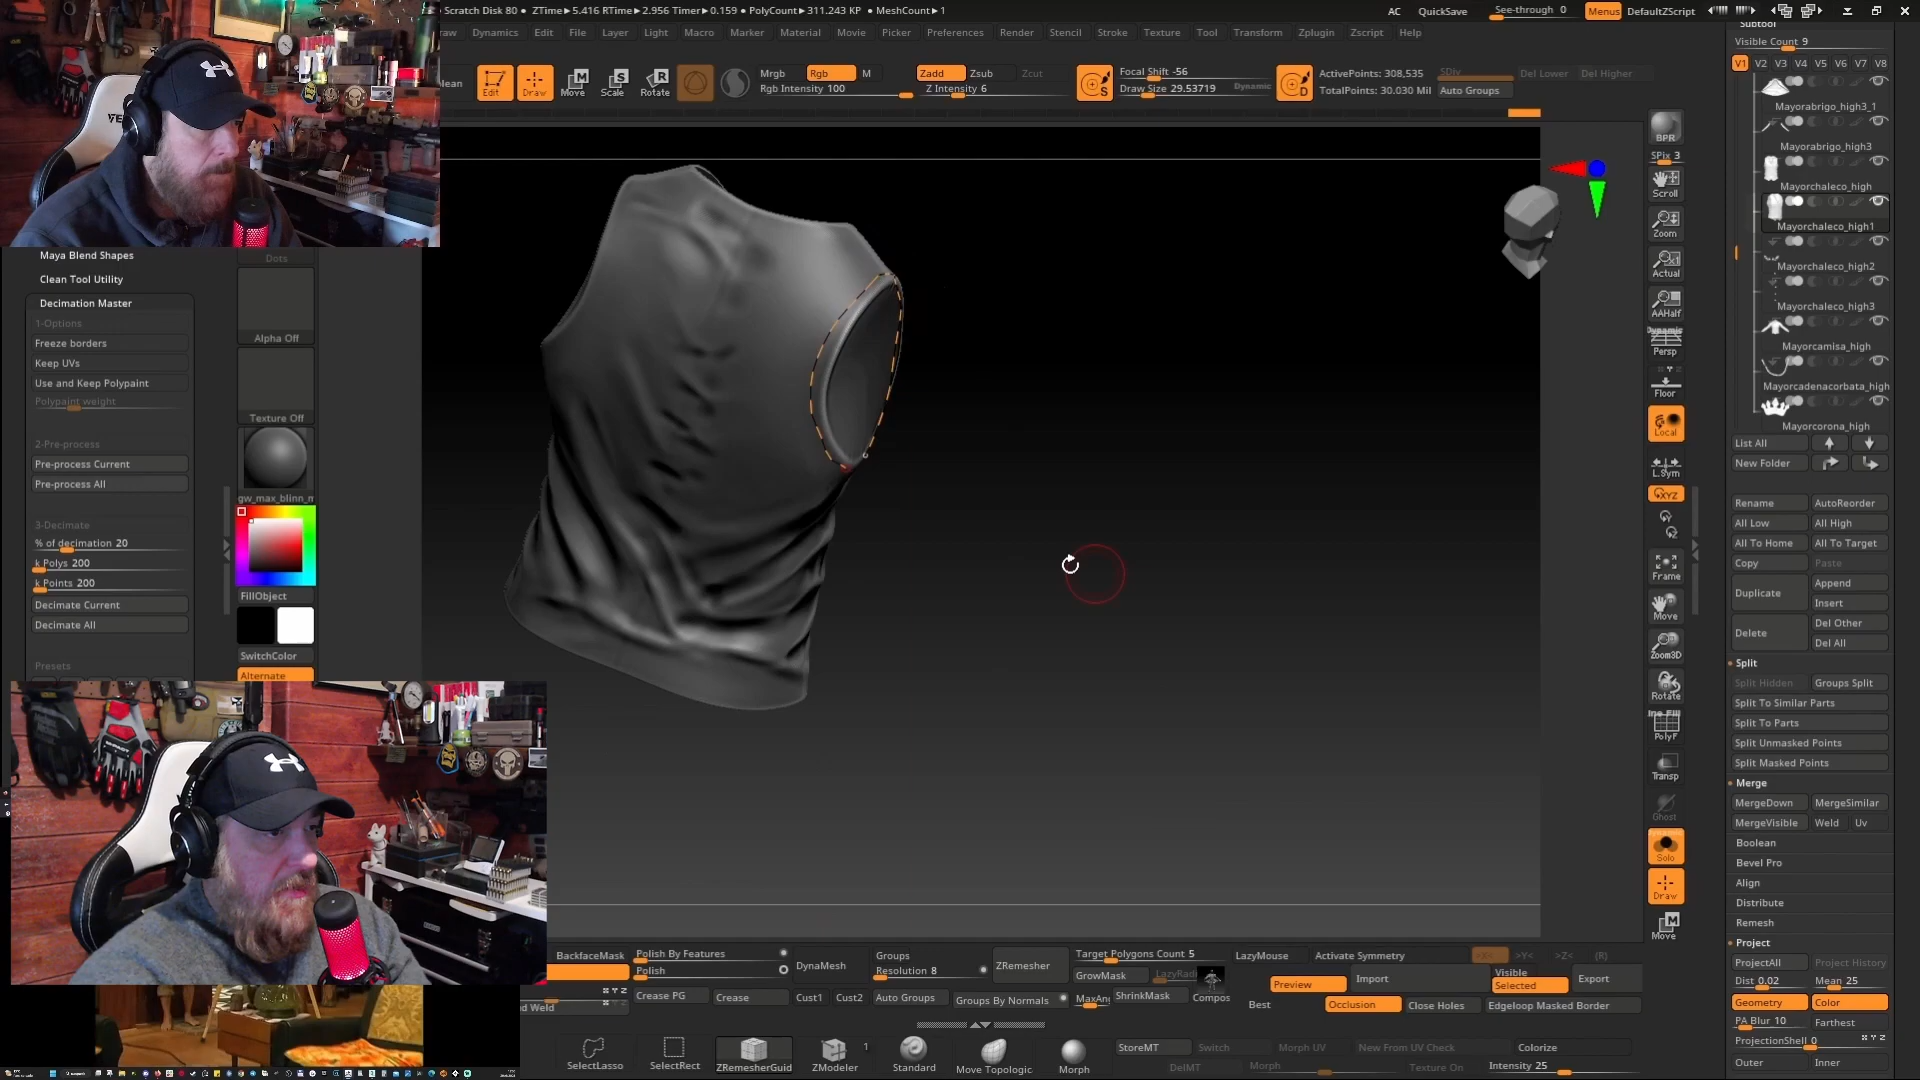 Scratch Disk 80 ● ZTime►5.416 RTime►2.956 Timer►0.159 ● PolyCount►311.243 KP ● MeshCount►1
AC QuickSave See-through 0 Menus DefaultZScript
raw Dynamics Edit File Layer Light Macro Marker Material Movie Picker Preferences Render Stencil Stroke Texture Tool Transform Zplugin Zscript Help
Subtool
Visible Count 9
V1 V2 V3 V4 V5 V6 V7 V8
Edit Draw Move Scale Rotate
Mrgb Rgb M
Rgb Intensity 100
Zadd Zsub Zcut
Z Intensity 6
Focal Shift -56
Draw Size 29.53719 Dynamic
ActivePoints: 308,535
TotalPoints: 30.030 Mil
SDiv Del Lower Del Higher
Auto Groups
Mayorabrigo_high3_1
Mayorabrigo_high3
Mayorchaleco_high
Mayorchaleco_high1
Mayorchaleco_high2
Mayorchaleco_high3
Mayorcamisa_high
Mayorcadenacorbata_high
Mayorcorona_high
BPR
SPix 3
Scroll
Zoom
Actual
AAHalf
Dynamic
Persp
Floor
Local
L.Sym
XYZ
Frame
Move
Zoom3D
Rotate
PolyF
Transp
Ghost
Solo
Draw
Move
Maya Blend Shapes
Clean Tool Utility
Decimation Master
1-Options
Freeze borders
Keep UVs
Use and Keep Polypaint
Polypaint weight
2-Pre-process
Pre-process Current
Pre-process All
3-Decimate
% of decimation 20
k Polys 200
k Points 200
Decimate Current
Decimate All
Presets
Dots
Alpha Off
Texture Off
gw_max_blinn_m
FillObject
SwitchColor
Alternate
List All
New Folder
Rename AutoReorder
All Low All High
All To Home All To Target
Copy Paste
Duplicate Append
Insert
Delete Del Other
Del All
Split
Split Hidden Groups Split
Split To Similar Parts
Split To Parts
Split Unmasked Points
Split Masked Points
Merge
MergeDown MergeSimilar
MergeVisible Weld Uv
Boolean
Bevel Pro
Align
Distribute
Remesh
Project
ProjectAll Project History
Dist 0.02 Mean 25
Geometry Color
PA Blur 10 Farthest
ProjectionShell 0
Outer Inner
BackfaceMask Polish By Features
Polish
DynaMesh
Groups
Resolution 8
ZRemesher
Target Polygons Count 5
GrowMask
LazyMouse Activate Symmetry >X< >Y< >Z< (R)
Preview Import Visible Selected Export
Crease PG Crease Cust1 Cust2 Auto Groups Groups By Normals ShrinkMask
Best Occlusion Close Holes Edgeloop Masked Border
SelectLasso SelectRect ZRemesherGuid ZModeler 1 Standard Move Topologic Morph
StoreMT Switch Morph UV New From UV Check Colorize
DelMT Morph Texture On Intensity 25